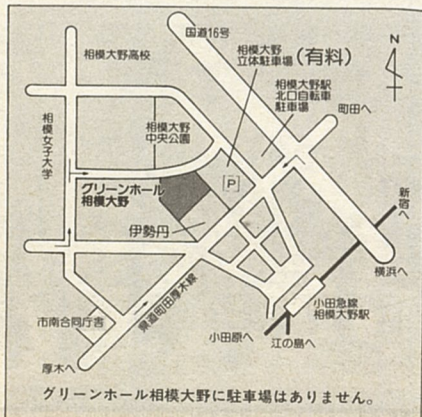 国道16号
相模大野
立体駐車場(有料)
N
相模大野高校
相模大野駅
北口自転車
駐車場
町田へ
相模大野
中央公園
相模女子大学
P
グリーンホール
相模大野
新宿へ
伊勢丹
横浜へ
県道町田厚木線
小田急線
相模大野駅
市南合同庁舎
小田原へ
江の島へ
厚木へ
グリーンホール相模大野に駐車場はありません。